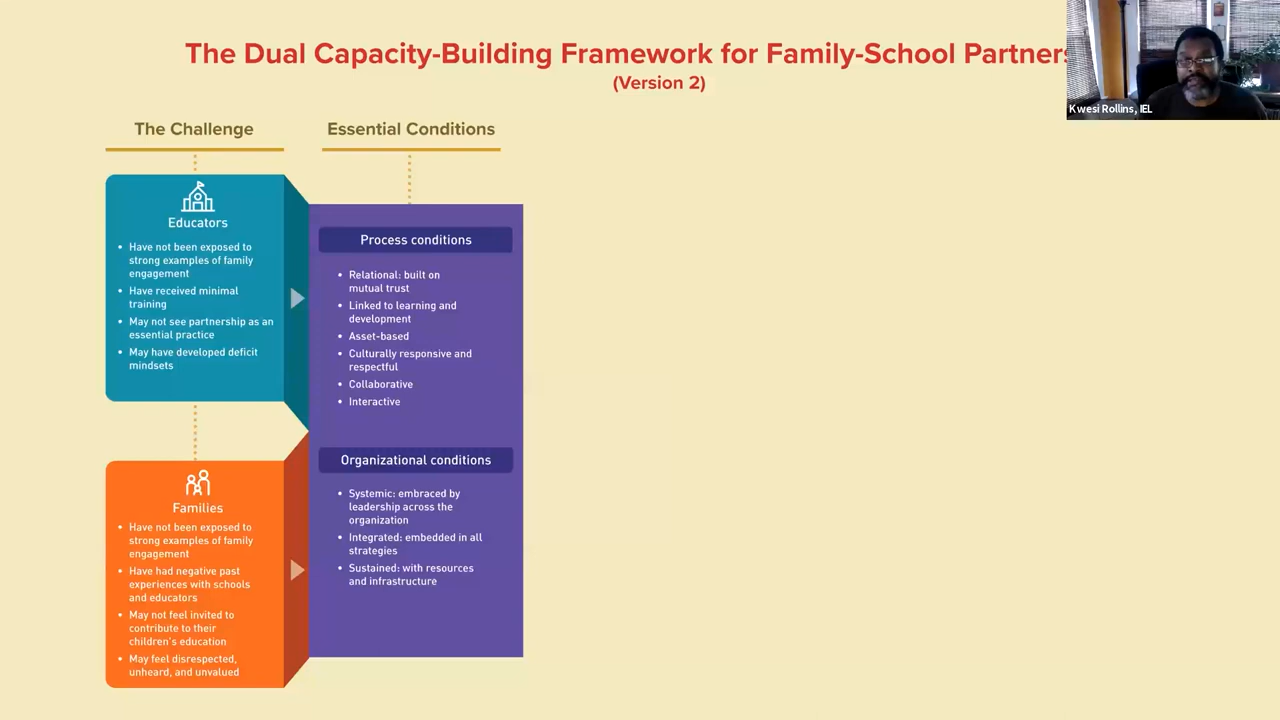 The Dual Capacity-Building Framework for Family-School Partner
(Version 2)
Kwesi Rollins, IEL
The Challenge
Educators
• Have not been exposed to
strong examples of family
engagement
• Have received minimal
training
• May not see partnership as an
essential practice
• May have developed deficit
mindsets
Families
• Have not been exposed to
strong examples of family
engagement
• Have had negative past
experiences with schools
and educators
• May not feel invited to
contribute to their
children's education
• May feel disrespected,
unheard, and unvalued
Essential Conditions
Process conditions
• Relational: built on
mutual trust
• Linked to learning and
development
• Asset-based
• Culturally responsive and
respectful
• Collaborative
• Interactive
Organizational conditions
• Systemic: embraced by
leadership across the
organization
• Integrated: embedded in all
strategies
• Sustained: with resources
and infrastructure